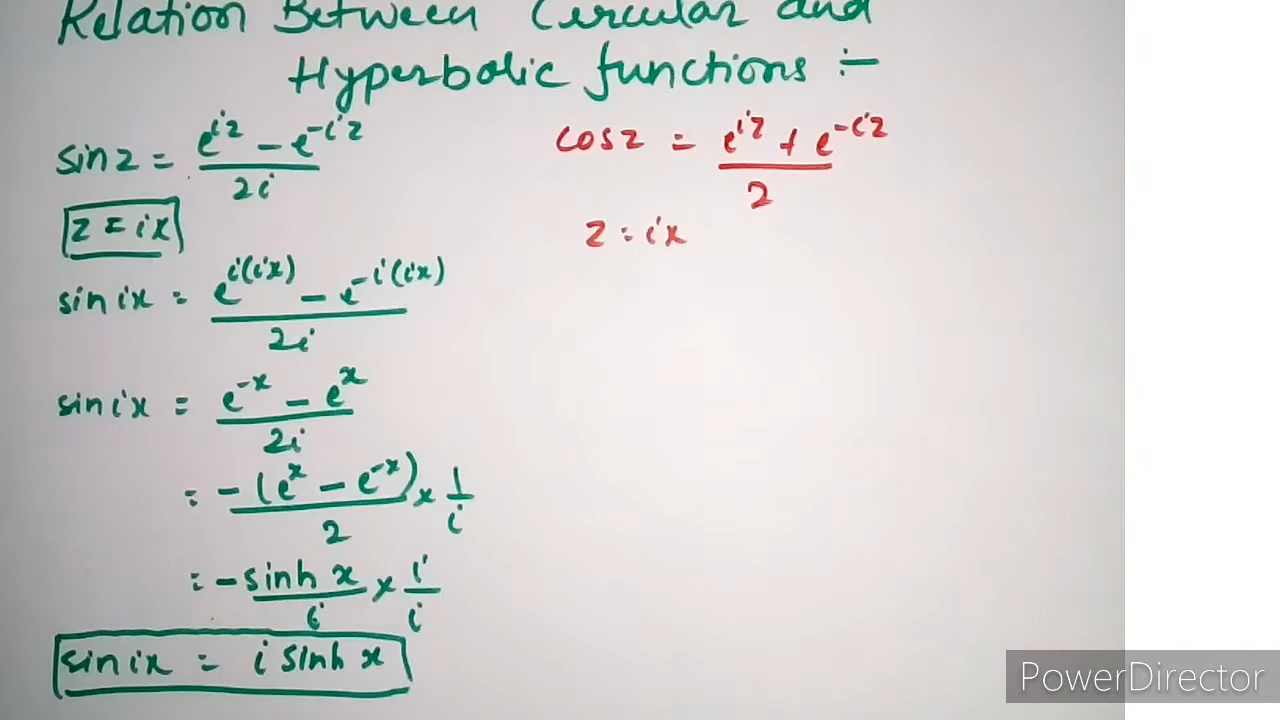 Relation Between Circular and
Hyperbolic functions :-
sin z = e^{iz} - e^{-iz} / 2i
z = ix
sin ix = e^{i(ix)} - e^{-i(ix)} / 2i
sin ix = e^{-x} - e^{x} / 2i
= -(e^{x} - e^{-x}) / 2 × 1/i
= - sinh x / i × i/i
sin ix = i sinh x
cos z = e^{iz} + e^{-iz} / 2
z = ix
PowerDirector